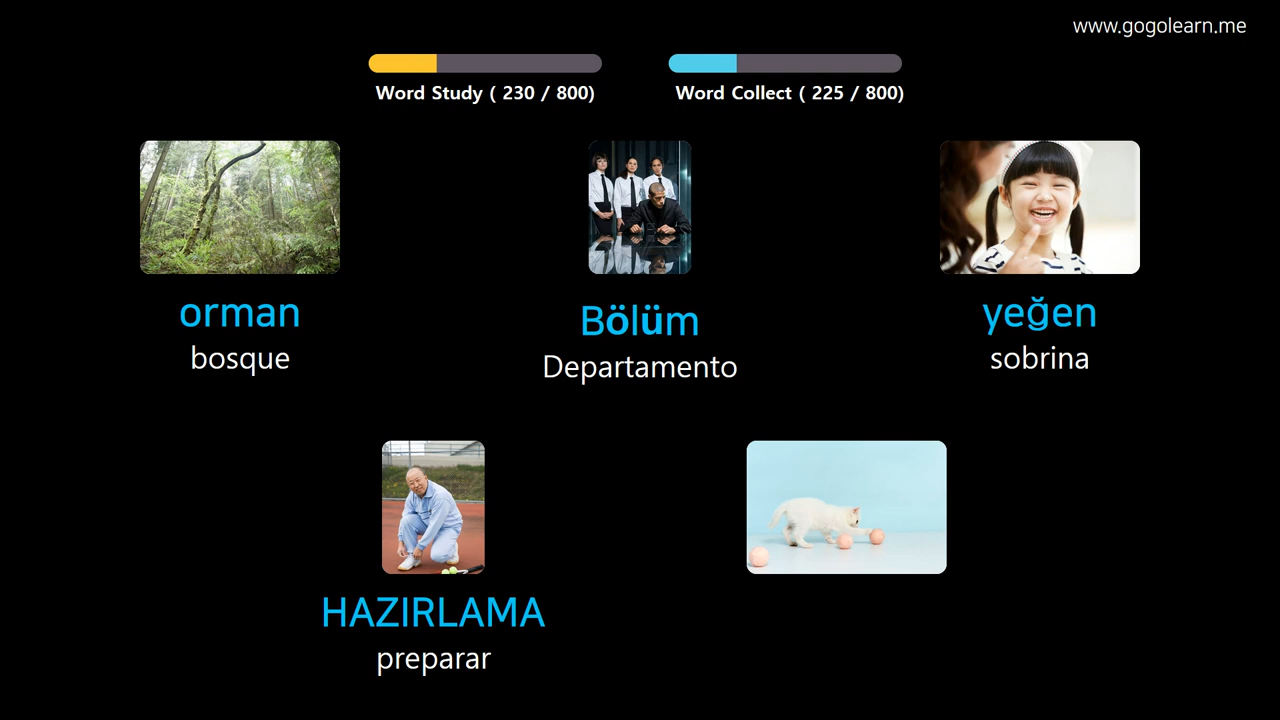 www.gogolearn.me
Word Study ( 230 / 800)
Word Collect ( 225 / 800)
orman
bosque
Bölüm
Departamento
yeğen
sobrina
HAZIRLAMA
preparar